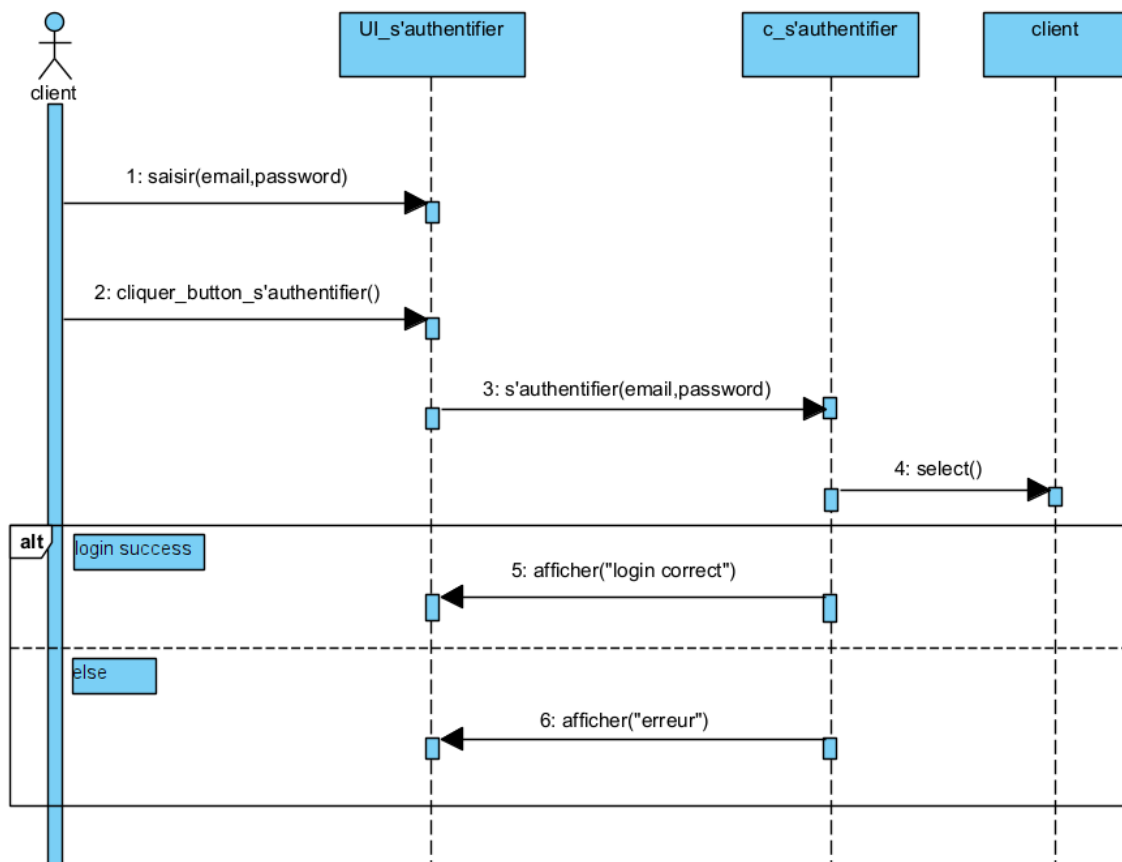 UI_s'authentifier
c_s'authentifier
client
client
1: saisir(email,password)
2: cliquer_button_s'authentifier()
3: s'authentifier(email,password)
4: select()
alt
login success
5: afficher("login correct")
else
6: afficher("erreur")